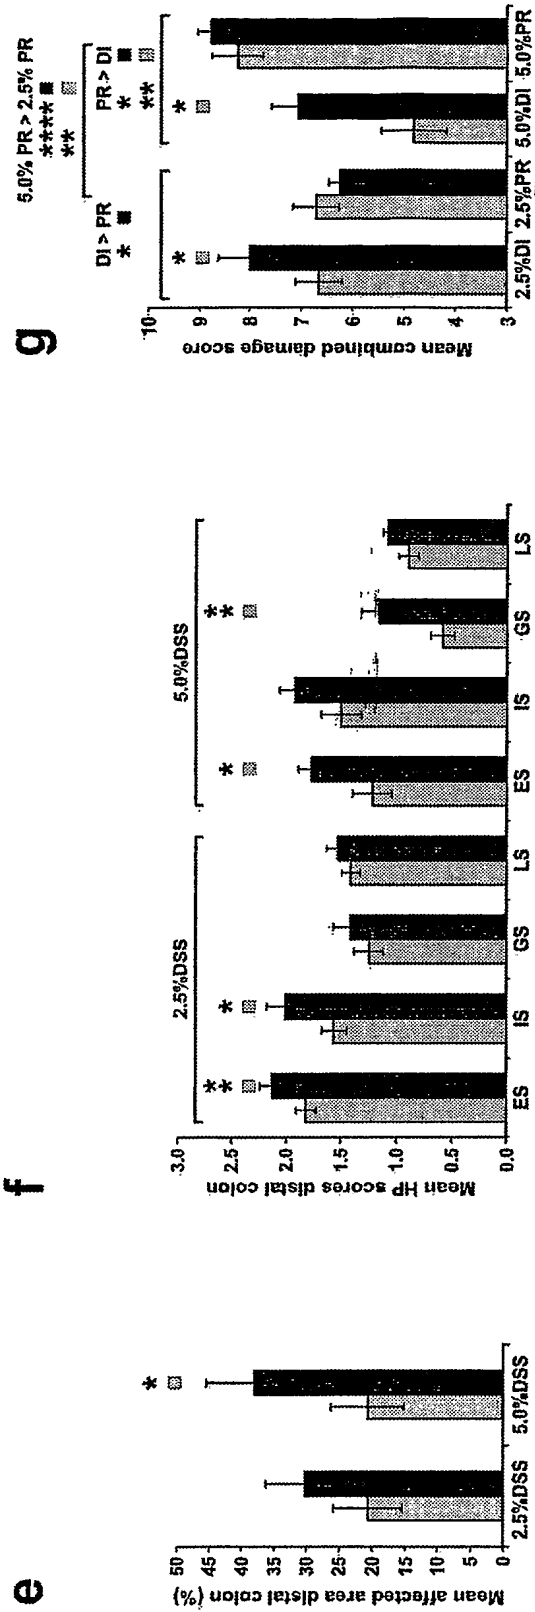 e
Mean affected area distal colon (%)
50
45
40
35
30
25
20
15
10
5
0
*
2.5%DSS
5.0%DSS
f
Mean HP scores distal colon
3.0
2.5
2.0
1.5
1.0
0.5
0.0
2.5%DSS
5.0%DSS
**
*
*
**
ES
IS
GS
LS
ES
IS
GS
LS
g
Mean combined damage score
10
9
8
7
6
5
4
3
5.0% PR > 2.5% PR
****
**
DI > PR
*
PR > DI
*
**
*
*
2.5%DI
2.5%PR
5.0%DI
5.0%PR